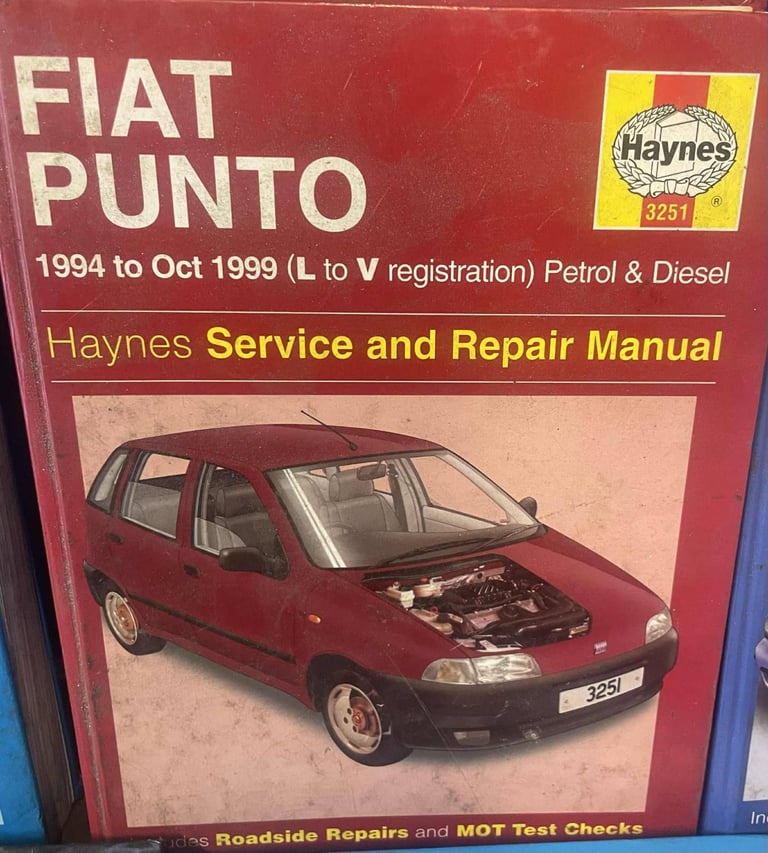 FIAT
PUNTO
Haynes
®
3251
1994 to Oct 1999 (L to V registration) Petrol & Diesel
Haynes Service and Repair Manual
3251
Roadside Repairs and MOT Test Checks